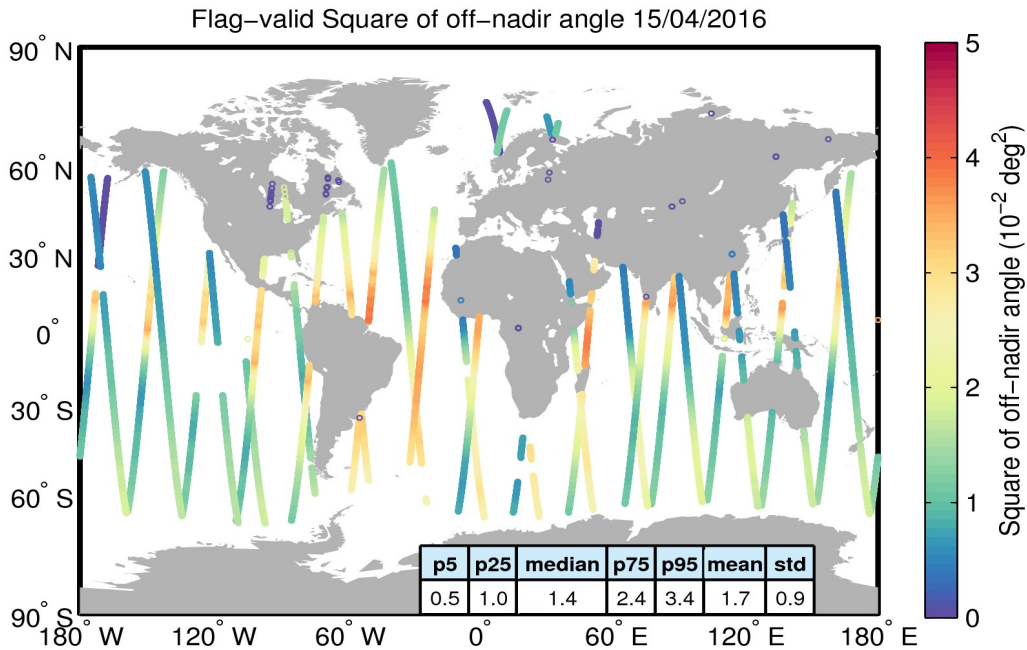 Flag−valid Square of off−nadir angle 15/04/2016
90° N
60° N
30° N
0°
30° S
60° S
90° S
180° W
120° W
60° W
0°
60° E
120° E
180° E
p5 p25 median p75 p95 mean std
0.5 1.0 1.4 2.4 3.4 1.7 0.9
5
4
3
2
1
0
Square of off−nadir angle (10⁻² deg²)